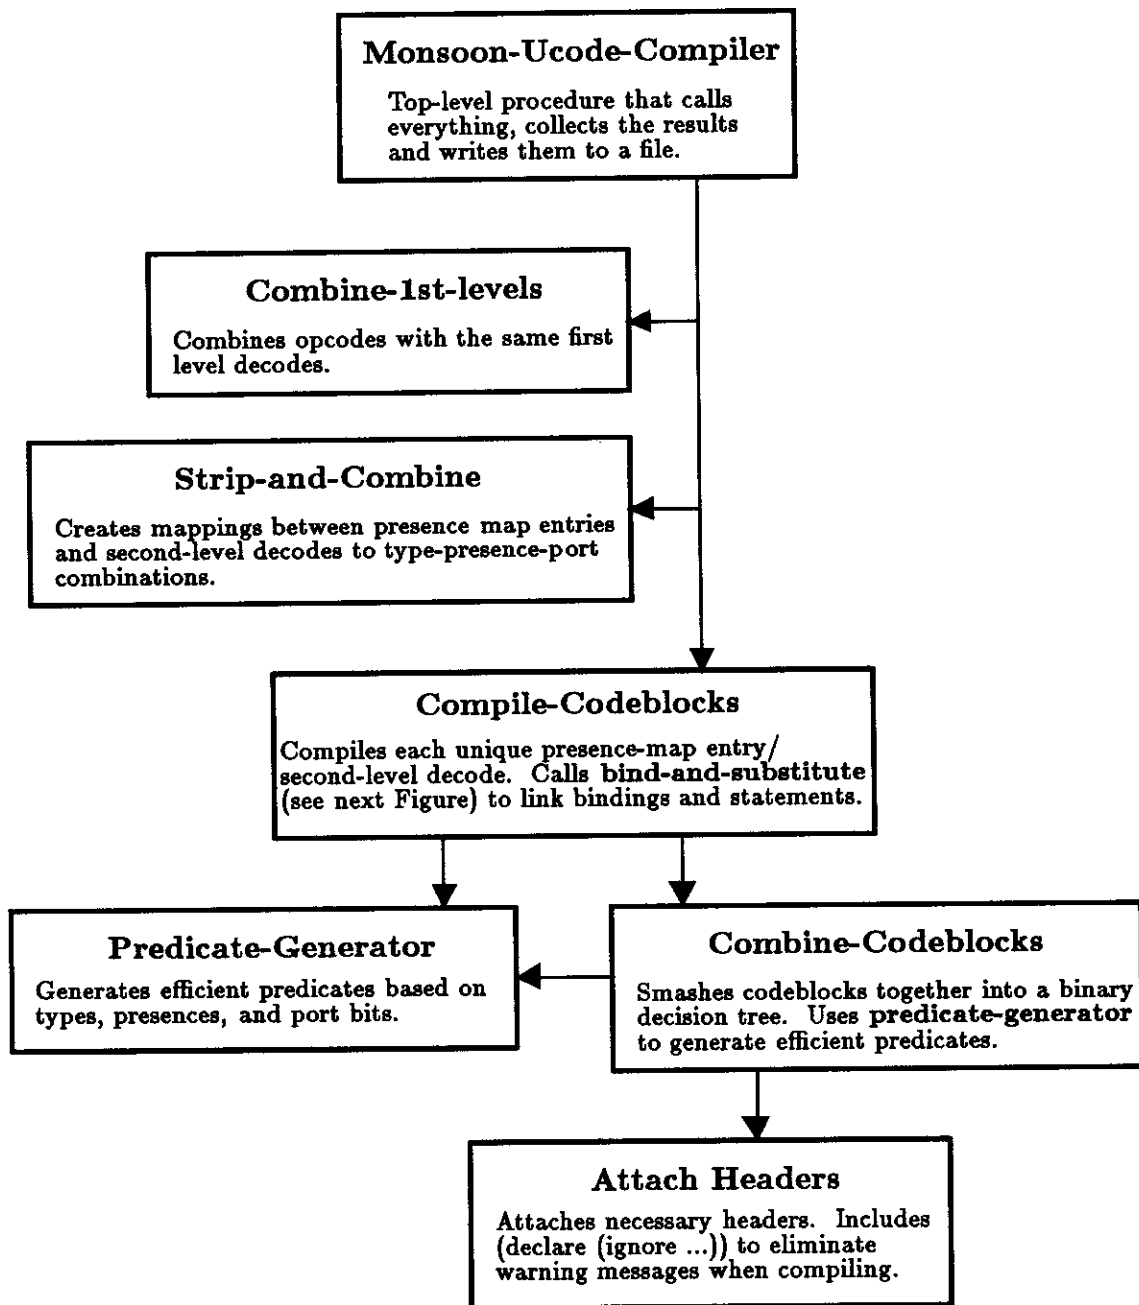 Monsoon-Ucode-Compiler
Top-level procedure that calls
everything, collects the results
and writes them to a file.
Combine-1st-levels
Combines opcodes with the same first
level decodes.
Strip-and-Combine
Creates mappings between presence map entries
and second-level decodes to type-presence-port
combinations.
Compile-Codeblocks
Compiles each unique presence-map entry/
second-level decode. Calls bind-and-substitute
(see next Figure) to link bindings and statements.
Predicate-Generator
Generates efficient predicates based on
types, presences, and port bits.
Combine-Codeblocks
Smashes codeblocks together into a binary
decision tree. Uses predicate-generator
to generate efficient predicates.
Attach Headers
Attaches necessary headers. Includes
(declare (ignore ...)) to eliminate
warning messages when compiling.